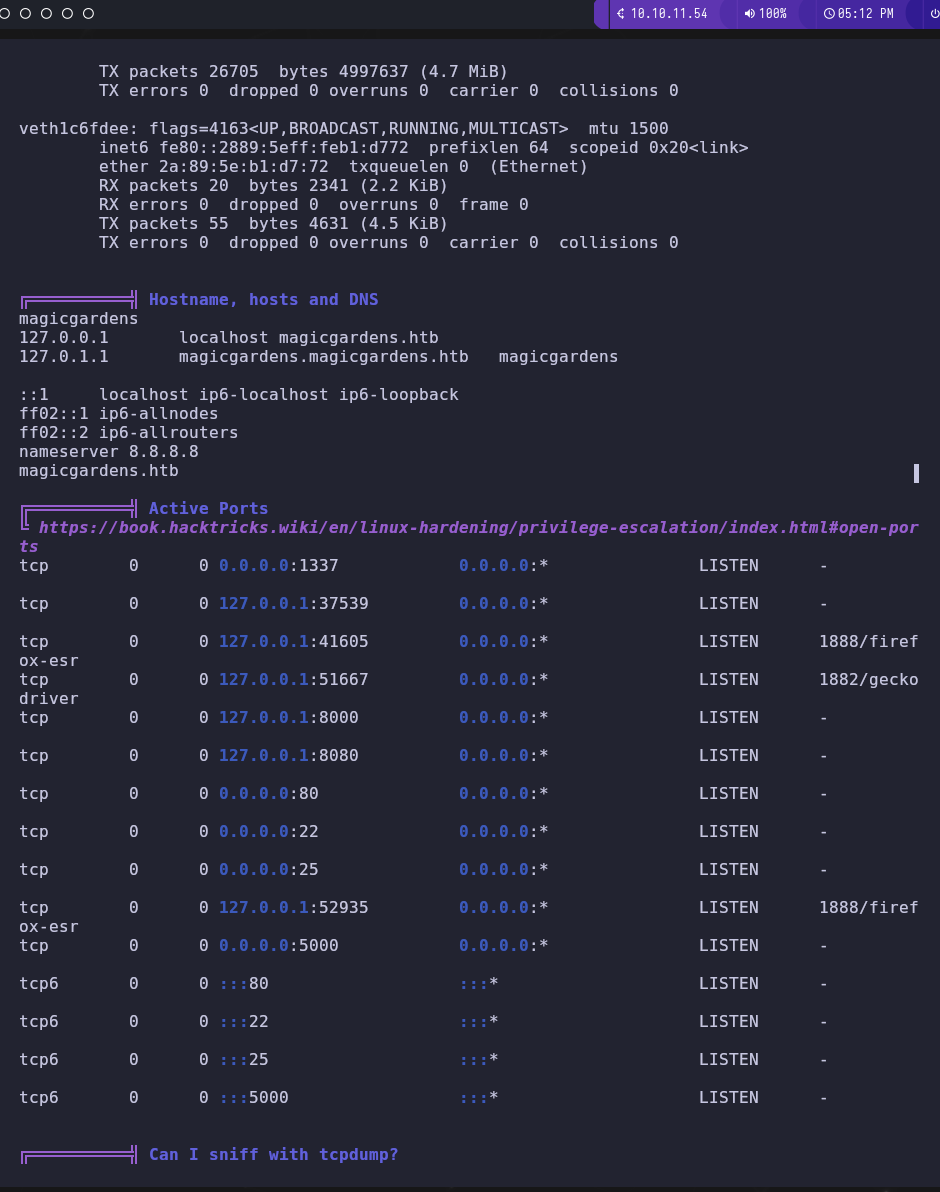 10.10.11.54 100% 05:12 PM
TX packets 26705  bytes 4997637 (4.7 MiB)
TX errors 0  dropped 0 overruns 0  carrier 0  collisions 0
veth1c6fdee: flags=4163<UP,BROADCAST,RUNNING,MULTICAST>  mtu 1500
inet6 fe80::2889:5eff:feb1:d772  prefixlen 64  scopeid 0x20<link>
ether 2a:89:5e:b1:d7:72  txqueuelen 0  (Ethernet)
RX packets 20  bytes 2341 (2.2 KiB)
RX errors 0  dropped 0  overruns 0  frame 0
TX packets 55  bytes 4631 (4.5 KiB)
TX errors 0  dropped 0 overruns 0  carrier 0  collisions 0
╔══════════╣ Hostname, hosts and DNS
magicgardens
127.0.0.1       localhost magicgardens.htb
127.0.1.1       magicgardens.magicgardens.htb   magicgardens
::1     localhost ip6-localhost ip6-loopback
ff02::1 ip6-allnodes
ff02::2 ip6-allrouters
nameserver 8.8.8.8
magicgardens.htb
╔══════════╣ Active Ports
╚ https://book.hacktricks.wiki/en/linux-hardening/privilege-escalation/index.html#open-por
ts
tcp        0      0 0.0.0.0:1337            0.0.0.0:*               LISTEN      -
tcp        0      0 127.0.0.1:37539         0.0.0.0:*               LISTEN      -
tcp        0      0 127.0.0.1:41605         0.0.0.0:*               LISTEN      1888/firef
ox-esr
tcp        0      0 127.0.0.1:51667         0.0.0.0:*               LISTEN      1882/gecko
driver
tcp        0      0 127.0.0.1:8000          0.0.0.0:*               LISTEN      -
tcp        0      0 127.0.0.1:8080          0.0.0.0:*               LISTEN      -
tcp        0      0 0.0.0.0:80              0.0.0.0:*               LISTEN      -
tcp        0      0 0.0.0.0:22              0.0.0.0:*               LISTEN      -
tcp        0      0 0.0.0.0:25              0.0.0.0:*               LISTEN      -
tcp        0      0 127.0.0.1:52935         0.0.0.0:*               LISTEN      1888/firef
ox-esr
tcp        0      0 0.0.0.0:5000            0.0.0.0:*               LISTEN      -
tcp6       0      0 :::80                   :::*                    LISTEN      -
tcp6       0      0 :::22                   :::*                    LISTEN      -
tcp6       0      0 :::25                   :::*                    LISTEN      -
tcp6       0      0 :::5000                 :::*                    LISTEN      -
╔══════════╣ Can I sniff with tcpdump?